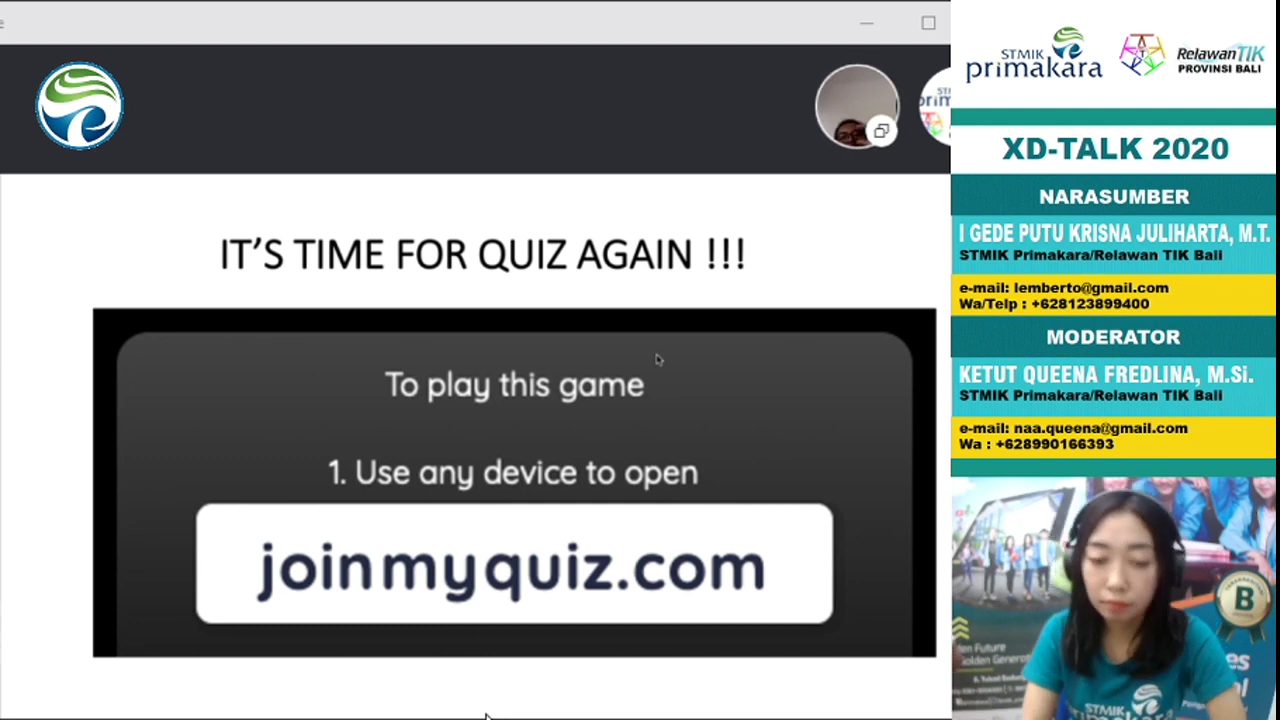 IT'S TIME FOR QUIZ AGAIN !!!
To play this game
1. Use any device to open
joinmyquiz.com
STMIK
primakara
RelawanTIK
PROVINSI BALI
XD-TALK 2020
NARASUMBER
I GEDE PUTU KRISNA JULIHARTA, M.T.
STMIK Primakara/Relawan TIK Bali
e-mail: lemberto@gmail.com
Wa/Telp : +628123899400
MODERATOR
KETUT QUEENA FREDLINA, M.Si.
STMIK Primakara/Relawan TIK Bali
e-mail: naa.queena@gmail.com
Wa : +628990166393
B
STMIK
primakara